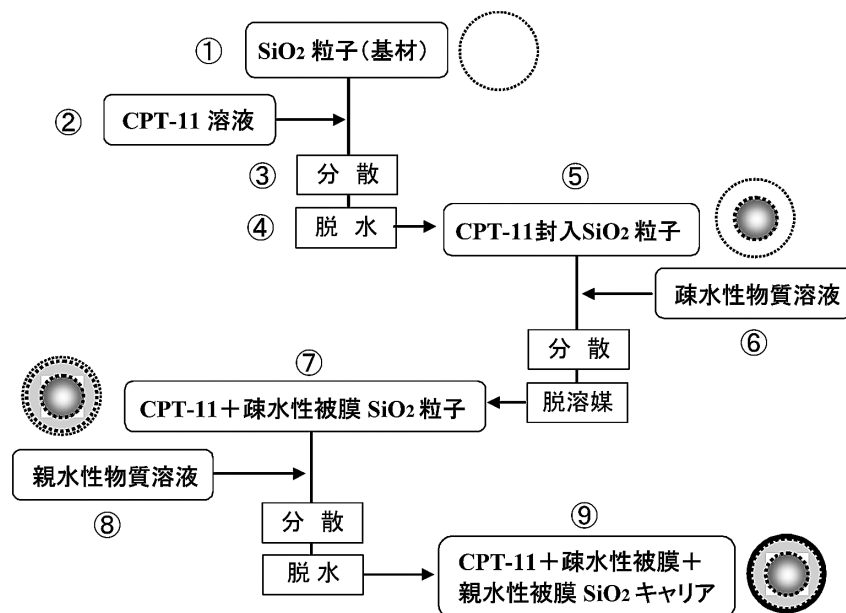 ①
SiO2 粒子(基材)
②
CPT-11 溶液
③
分 散
④
脱 水
⑤
CPT-11封入SiO2 粒子
疎水性物質溶液
⑥
分 散
脱溶媒
⑦
CPT-11＋疎水性被膜 SiO2 粒子
親水性物質溶液
⑧
分 散
脱 水
⑨
CPT-11＋疎水性被膜＋
親水性被膜 SiO2 キャリア